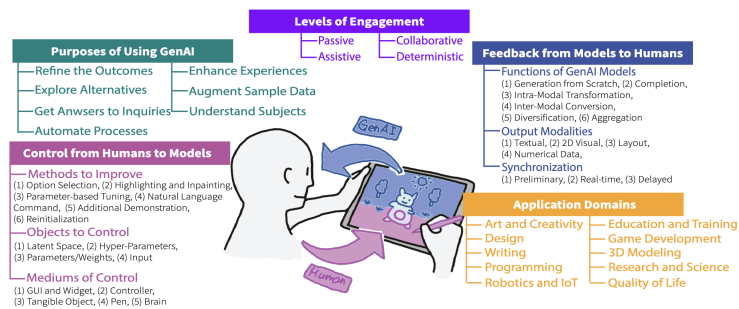 Levels of Engagement
Passive
Collaborative
Assistive
Deterministic
Purposes of Using GenAI
Refine the Outcomes
Enhance Experiences
Explore Alternatives
Augment Sample Data
Get Anwsers to Inquiries
Understand Subjects
Automate Processes
Feedback from Models to Humans
Functions of GenAI Models
(1) Generation from Scratch, (2) Completion,
(3) Intra-Modal Transformation,
(4) Inter-Modal Conversion,
(5) Diversification, (6) Aggregation
Output Modalities
(1) Textual, (2) 2D Visual, (3) Layout,
(4) Numerical Data,
Synchronization
(1) Preliminary, (2) Real-time, (3) Delayed
Control from Humans to Models
Methods to Improve
(1) Option Selection, (2) Highlighting and Inpainting,
(3) Parameter-based Tuning, (4) Natural Language
Command, (5) Additional Demonstration,
(6) Reinitialization
Objects to Control
(1) Latent Space, (2) Hyper-Parameters,
(3) Parameters/Weights, (4) Input
Mediums of Control
(1) GUI and Widget, (2) Controller,
(3) Tangible Object, (4) Pen, (5) Brain
GenAI
Human
Application Domains
Art and Creativity
Education and Training
Design
Game Development
Writing
3D Modeling
Programming
Research and Science
Robotics and IoT
Quality of Life